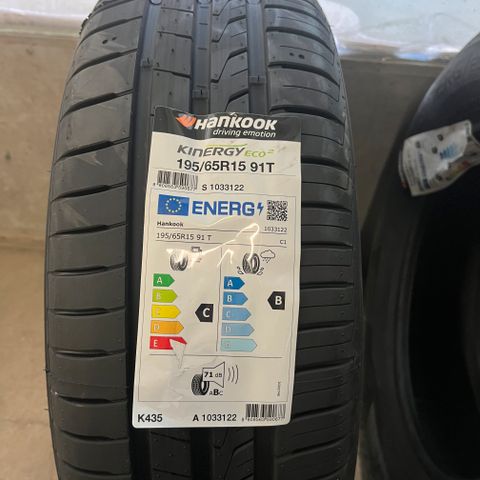 Hankook
driving emotion
Kinergy eco²
195/65R15 91T
S 1033122
ENERG
Hankook 1033122
195/65R15 91 T C1
A A
B B
C C B
D D
E E
71 dB
ABC
K435 A 1033122